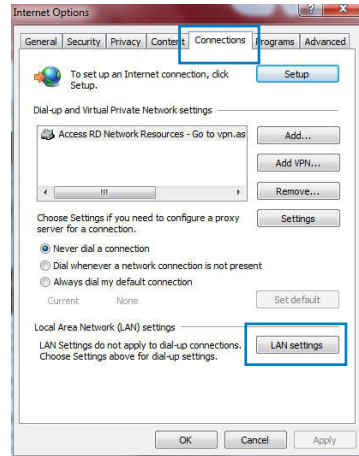 Internet Options
General Security Privacy Content Connections Programs Advanced
To set up an Internet connection, click
Setup.
Setup
Dial-up and Virtual Private Network settings
Access RD Network Resources - Go to vpn.as
Add...
Add VPN...
Remove...
Choose Settings if you need to configure a proxy
server for a connection.
Settings
Never dial a connection
Dial whenever a network connection is not present
Always dial my default connection
Current None
Set default
Local Area Network (LAN) settings
LAN Settings do not apply to dial-up connections.
Choose Settings above for dial-up settings.
LAN settings
OK Cancel Apply